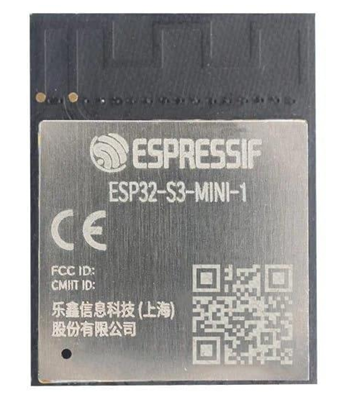 ESPRESSIF
ESP32-S3-MINI-1
CE
FCC ID:
CMIIT ID:
乐鑫信息科技 (上海)
股份有限公司